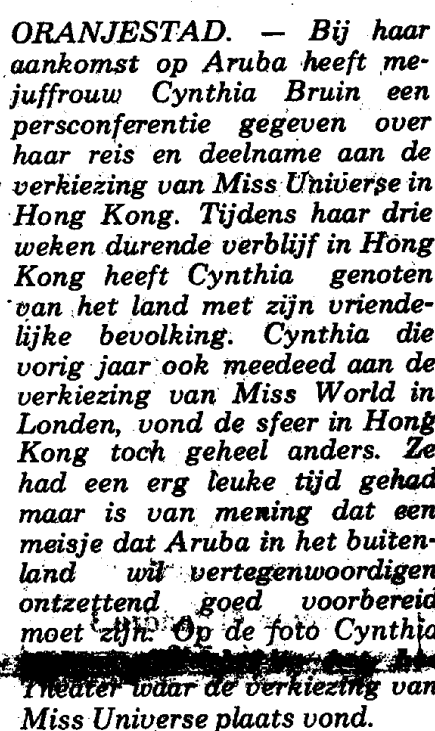 ORANJESTAD. — Bij haar
aankomst op Aruba heeft me-
juffrouw Cynthia Bruin een
persconferentie gegeven over
haar reis en deelname aan de
verkiezing van Miss Universe in
Hong Kong. Tijdens haar drie
weken durende verblijf in Hong
Kong heeft Cynthia genoten
van het land met zijn vriende-
lijke bevolking. Cynthia die
vorig jaar ook meedeed aan de
verkiezing van Miss World in
Londen, vond de sfeer in Hong
Kong toch geheel anders. Ze
had een erg leuke tijd gehad
maar is van mening dat een
meisje dat Aruba in het buiten-
land wil vertegenwoordigen
ontzettend goed voorbereid
moet zijn. Op de foto Cynthia
Theater waar de verkiezing van
Miss Universe plaats vond.